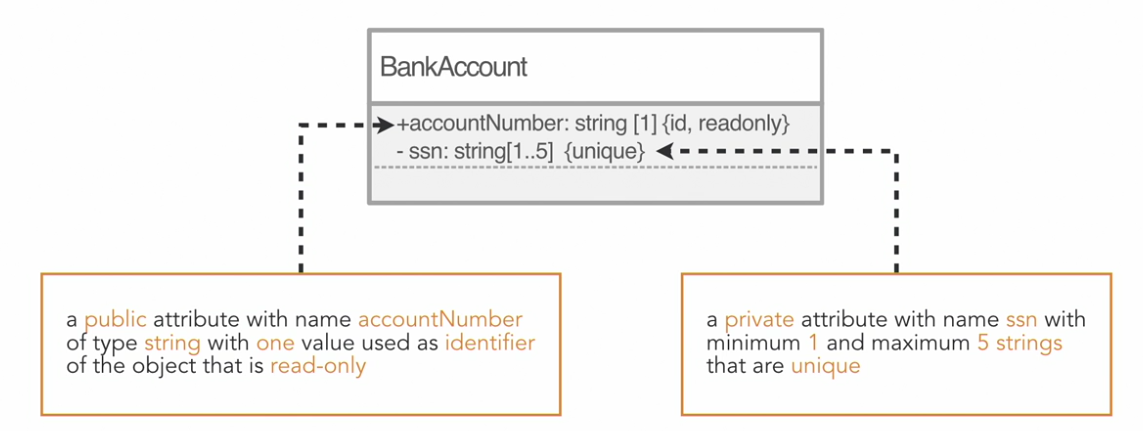 BankAccount
+accountNumber: string [1] {id, readonly}
- ssn: string[1..5] {unique}
a public attribute with name accountNumber
of type string with one value used as identifier
of the object that is read-only
a private attribute with name ssn with
minimum 1 and maximum 5 strings
that are unique